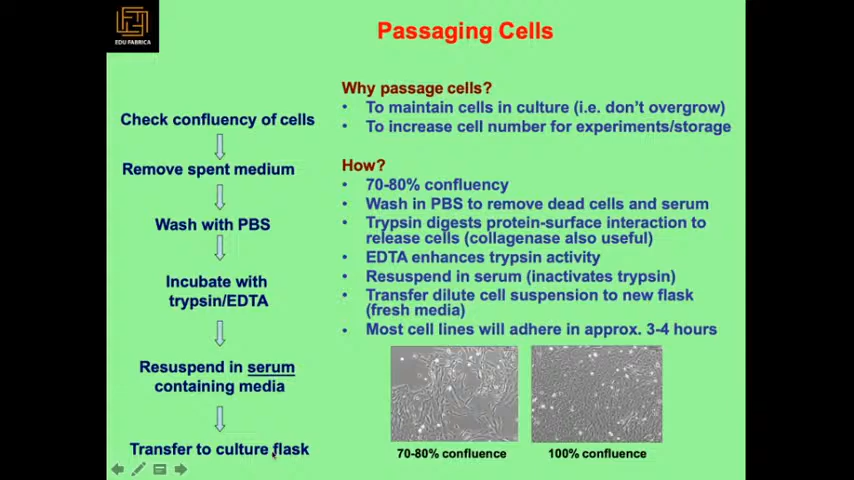 EDU FABRICA
Passaging Cells
Check confluency of cells
Remove spent medium
Wash with PBS
Incubate with
trypsin/EDTA
Resuspend in serum
containing media
Transfer to culture flask
Why passage cells?
• To maintain cells in culture (i.e. don't overgrow)
• To increase cell number for experiments/storage
How?
• 70-80% confluency
• Wash in PBS to remove dead cells and serum
• Trypsin digests protein-surface interaction to
release cells (collagenase also useful)
• EDTA enhances trypsin activity
• Resuspend in serum (inactivates trypsin)
• Transfer dilute cell suspension to new flask
(fresh media)
• Most cell lines will adhere in approx. 3-4 hours
70-80% confluence
100% confluence